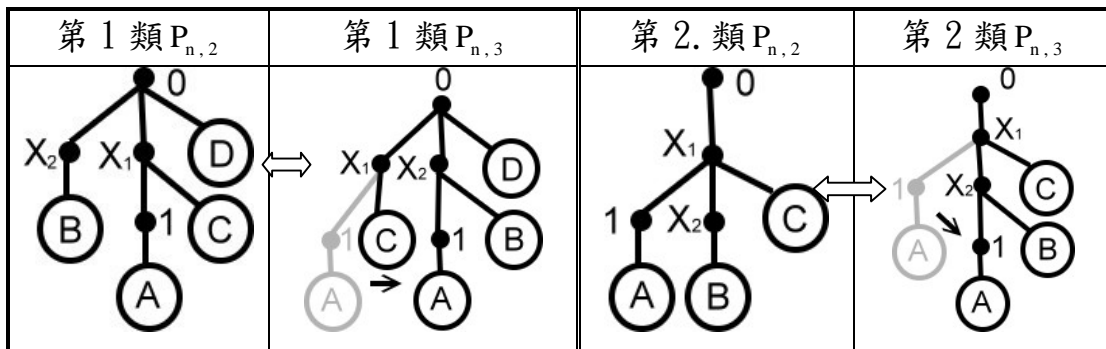 第 1 類 Pn,2
第 1 類 Pn,3
第 2. 類 Pn,2
第 2 類 Pn,3
0
X2 X1 D
B 1 C
A
0
X1 X2 D
1 C 1 B
A A
0
X1
1 X2 C
A B
0
X1
1 X2 C
A 1 B
A